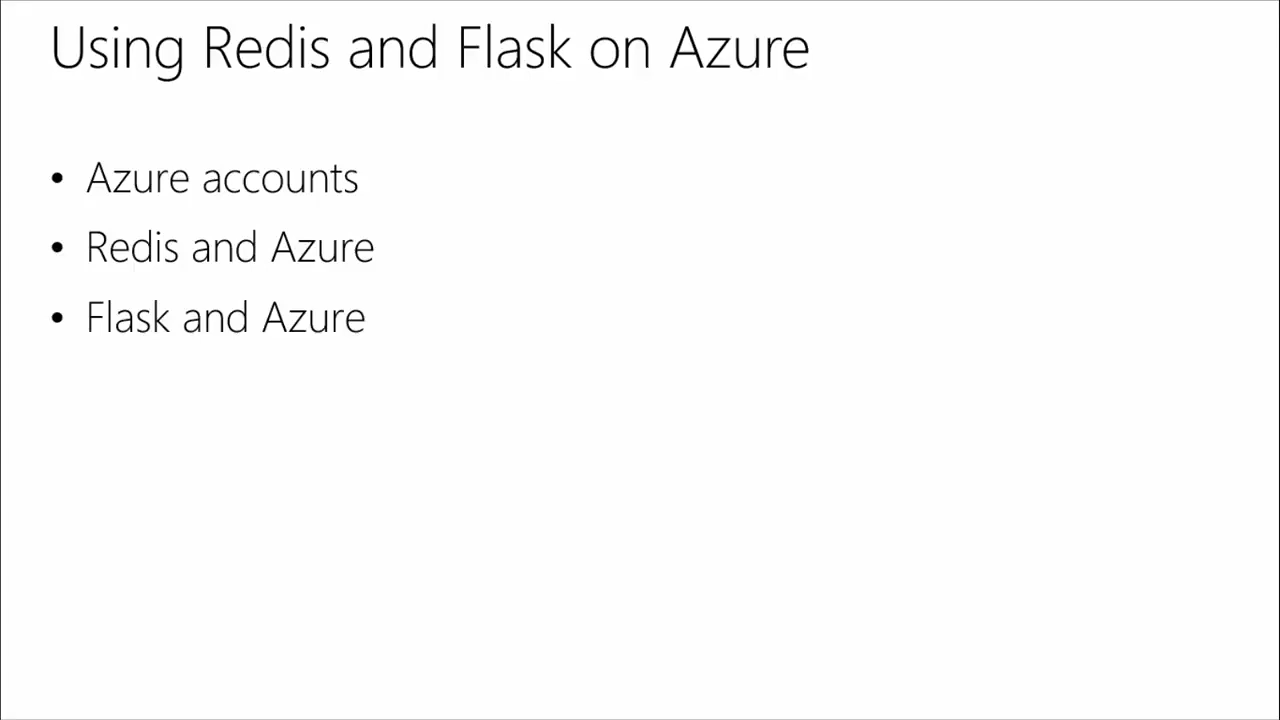 Using Redis and Flask on Azure
• Azure accounts
• Redis and Azure
• Flask and Azure